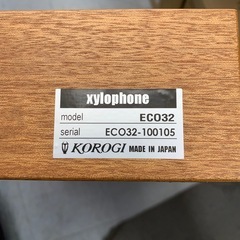 xylophone
model ECO32
serial ECO32-100105
KOROGI MADE IN JAPAN